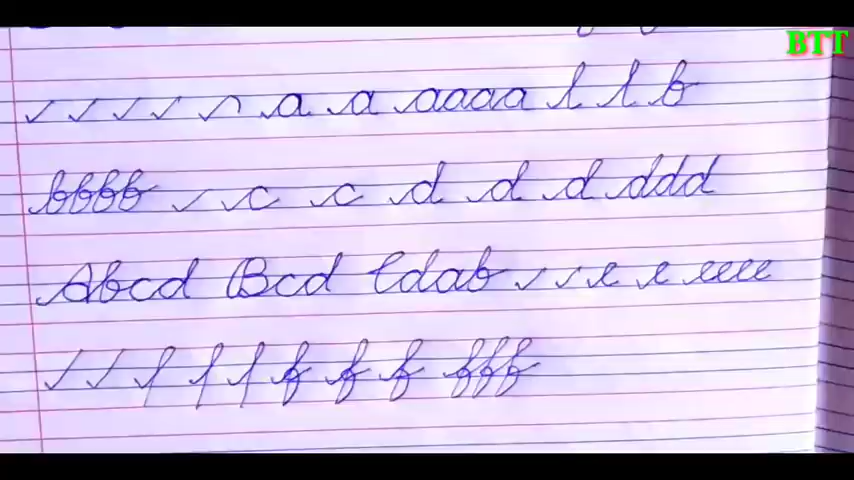 BTT
a a aaaa l l b
bbbb c c d d d ddd
Abcd Bcd Cdab e e eeee
f f f fff